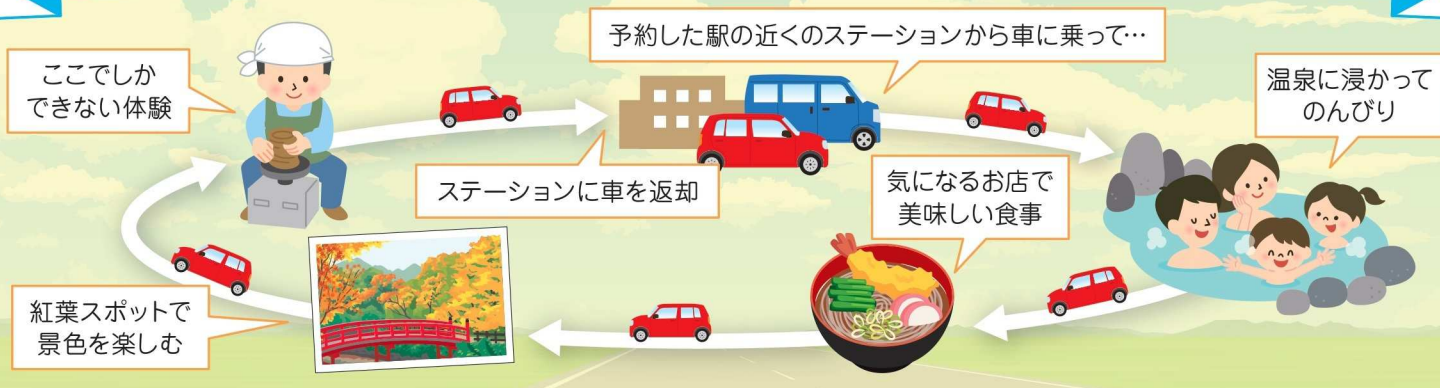 予約した駅の近くのステーションから車に乗って…
温泉に浸かって
のんびり
気になるお店で
美味しい食事
紅葉スポットで
景色を楽しむ
ここでしか
できない体験
ステーションに車を返却